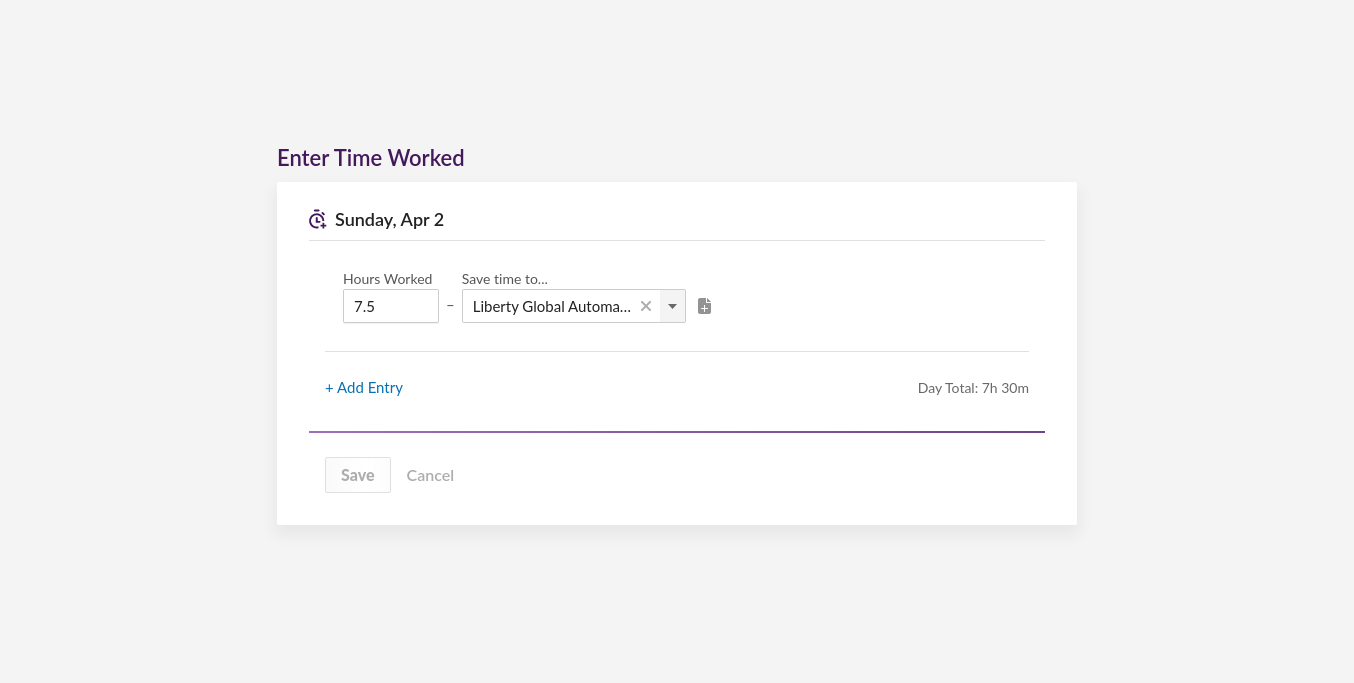 Enter Time Worked
Sunday, Apr 2
Hours Worked
Save time to...
7.5
–
Liberty Global Automa...
+ Add Entry
Day Total: 7h 30m
Save
Cancel